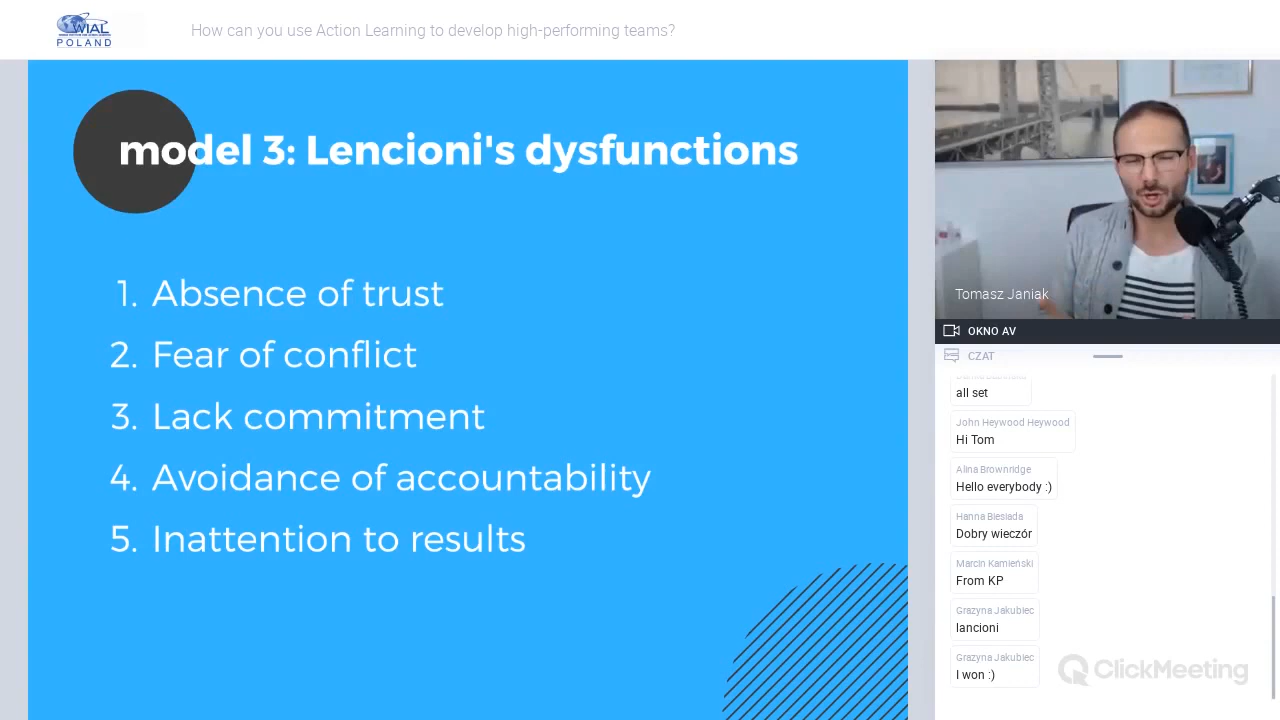 WIAL
POLAND
How can you use Action Learning to develop high-performing teams?
model 3: Lencioni's dysfunctions
1. Absence of trust
2. Fear of conflict
3. Lack commitment
4. Avoidance of accountability
5. Inattention to results
Tomasz Janiak
OKNO AV
CZAT
all set
John Heywood Heywood
Hi Tom
Alina Brownridge
Hello everybody :)
Hanna Biesiada
Dobry wieczór
Marcin Kamieński
From KP
Grazyna Jakubiec
lancioni
Grazyna Jakubiec
I won :)
ClickMeeting